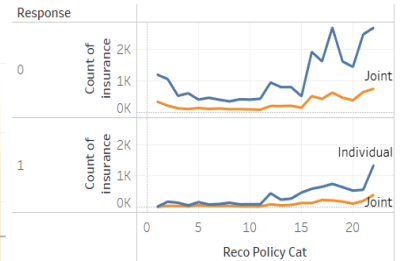 Response
0
Count of
insurance
2K
1K
0K
Joint
1
Count of
insurance
2K
1K
0K
Individual
Joint
0 5 10 15 20
Reco Policy Cat